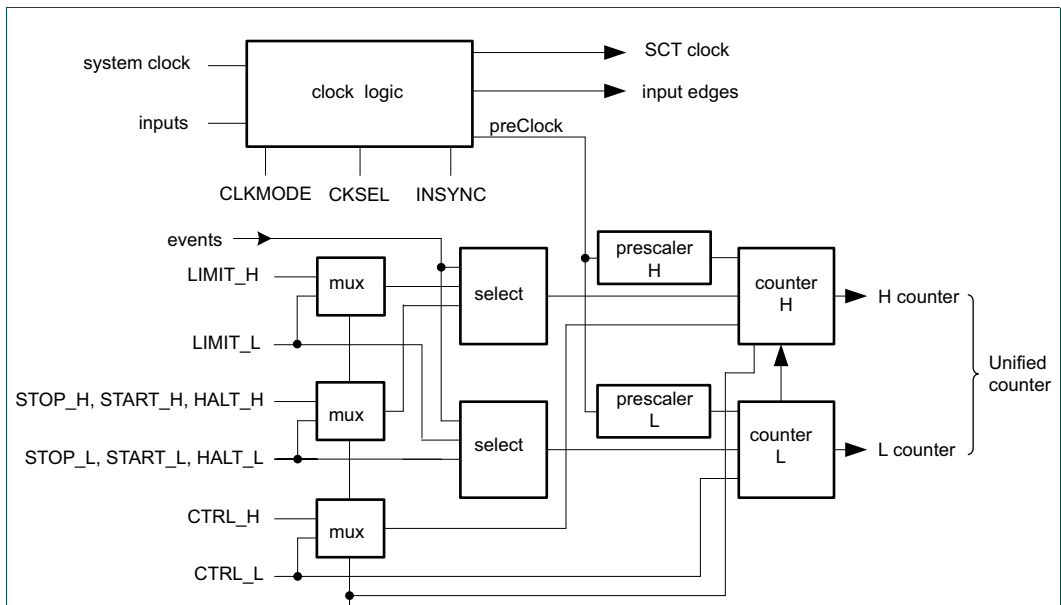 system clock
inputs
clock logic
SCT clock
input edges
preClock
CLKMODE
CKSEL
INSYNC
events
LIMIT_H
LIMIT_L
STOP_H, START_H, HALT_H
STOP_L, START_L, HALT_L
CTRL_H
CTRL_L
mux
mux
mux
select
select
prescaler
H
prescaler
L
counter
H
counter
L
H counter
L counter
Unified
counter